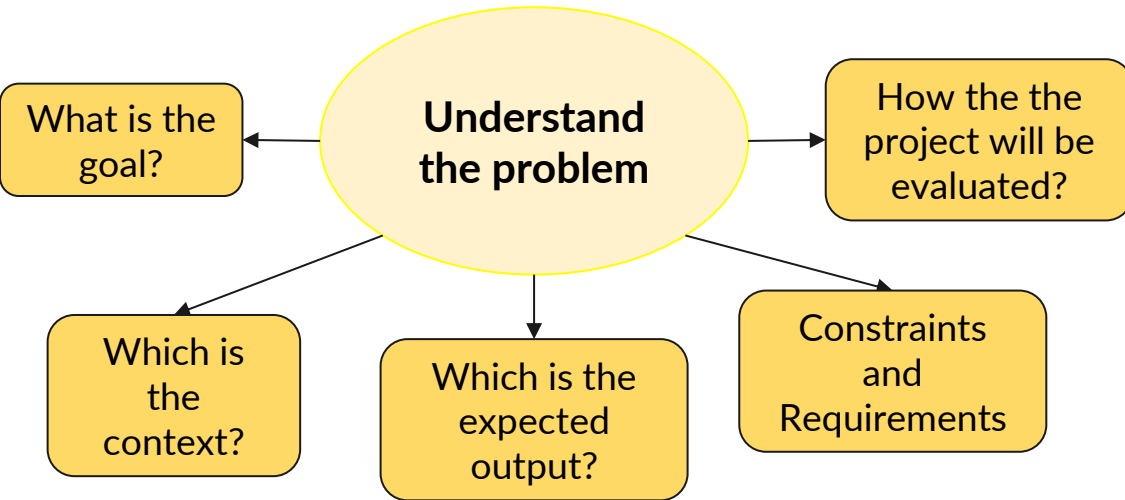 Understand
the problem
What is the
goal?
How the the
project will be
evaluated?
Which is
the
context?
Which is the
expected
output?
Constraints
and
Requirements